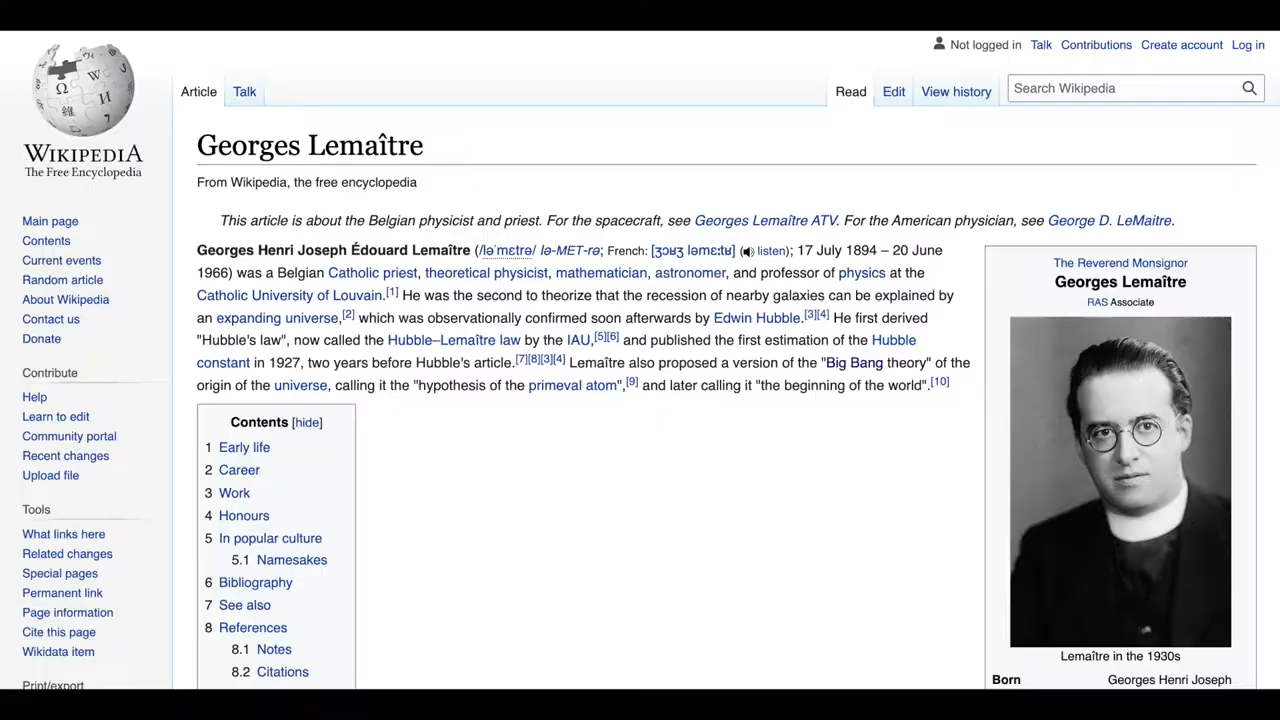 Not logged in Talk Contributions Create account Log in
Ω W И 維 7
WIKIPEDIA
The Free Encyclopedia
Article Talk
Read Edit View history Search Wikipedia
Main page
Contents
Current events
Random article
About Wikipedia
Contact us
Donate
Contribute
Help
Learn to edit
Community portal
Recent changes
Upload file
Tools
What links here
Related changes
Special pages
Permanent link
Page information
Cite this page
Wikidata item
Print/export
Georges Lemaître
From Wikipedia, the free encyclopedia
This article is about the Belgian physicist and priest. For the spacecraft, see Georges Lemaître ATV. For the American physician, see George D. LeMaitre.
Georges Henri Joseph Édouard Lemaître (/ləˈmɛtrə/ lə-MET-rə; French: [ʒɔʁʒ ləmɛːtʁ] (listen); 17 July 1894 – 20 June
1966) was a Belgian Catholic priest, theoretical physicist, mathematician, astronomer, and professor of physics at the
Catholic University of Louvain.[1] He was the second to theorize that the recession of nearby galaxies can be explained by
an expanding universe,[2] which was observationally confirmed soon afterwards by Edwin Hubble.[3][4] He first derived
"Hubble's law", now called the Hubble–Lemaître law by the IAU,[5][6] and published the first estimation of the Hubble
constant in 1927, two years before Hubble's article.[7][8][3][4] Lemaître also proposed a version of the "Big Bang theory" of the
origin of the universe, calling it the "hypothesis of the primeval atom",[9] and later calling it "the beginning of the world".[10]
Contents [hide]
1 Early life
2 Career
3 Work
4 Honours
5 In popular culture
5.1 Namesakes
6 Bibliography
7 See also
8 References
8.1 Notes
8.2 Citations
The Reverend Monsignor
Georges Lemaître
RAS Associate
Lemaître in the 1930s
Born Georges Henri Joseph